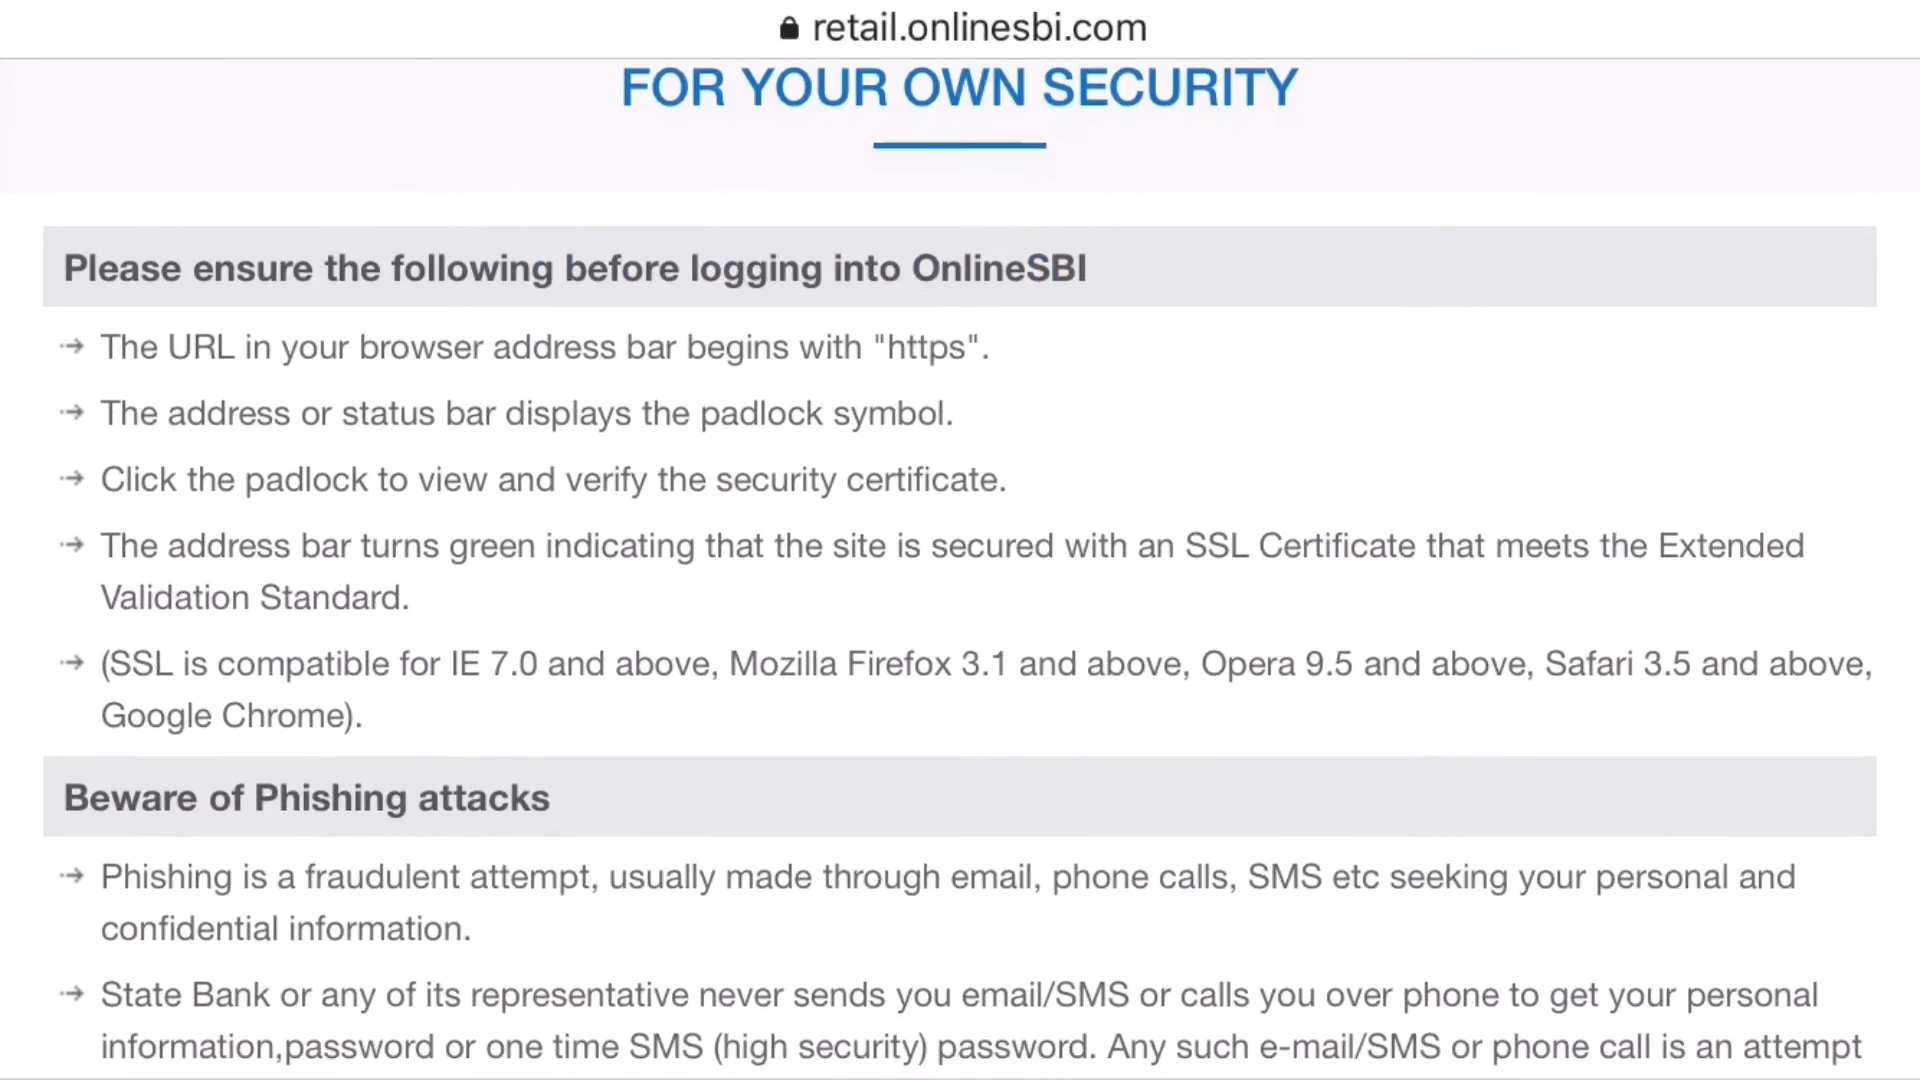 retail.onlinesbi.com
FOR YOUR OWN SECURITY
Please ensure the following before logging into OnlineSBI
The URL in your browser address bar begins with "https".
The address or status bar displays the padlock symbol.
Click the padlock to view and verify the security certificate.
The address bar turns green indicating that the site is secured with an SSL Certificate that meets the Extended
Validation Standard.
(SSL is compatible for IE 7.0 and above, Mozilla Firefox 3.1 and above, Opera 9.5 and above, Safari 3.5 and above,
Google Chrome).
Beware of Phishing attacks
Phishing is a fraudulent attempt, usually made through email, phone calls, SMS etc seeking your personal and
confidential information.
State Bank or any of its representative never sends you email/SMS or calls you over phone to get your personal
information,password or one time SMS (high security) password. Any such e-mail/SMS or phone call is an attempt